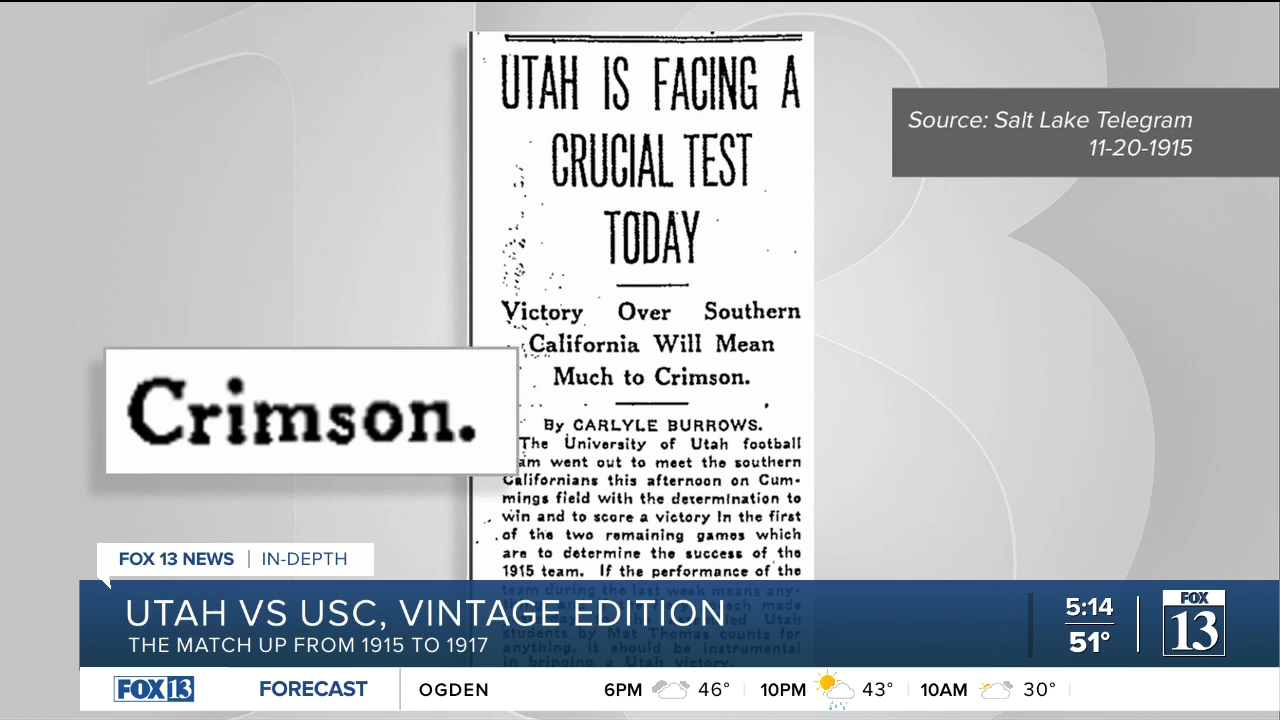 UTAH IS FACING A
CRUCIAL TEST
TODAY
Victory Over Southern
California Will Mean
Much to Crimson.
By CARLYLE BURROWS.
The University of Utah football
am went out to meet the southern
Californians this afternoon on Cum-
mings field with the determination to
win and to score a victory in the first
of the two remaining games which
are to determine the success of the
1915 team. If the performance of the
team during the last week means any-
ech made
Utah
students by Mat Thomas counts for
anything, it should be instrumental
in bringing a Utah victory.
Source: Salt Lake Telegram
11-20-1915
Crimson.
FOX 13 NEWS | IN-DEPTH
UTAH VS USC, VINTAGE EDITION
THE MATCH UP FROM 1915 TO 1917
5:14
51°
FOX
13
FOX 13 FORECAST OGDEN 6PM 46° 10PM 43° 10AM 30°